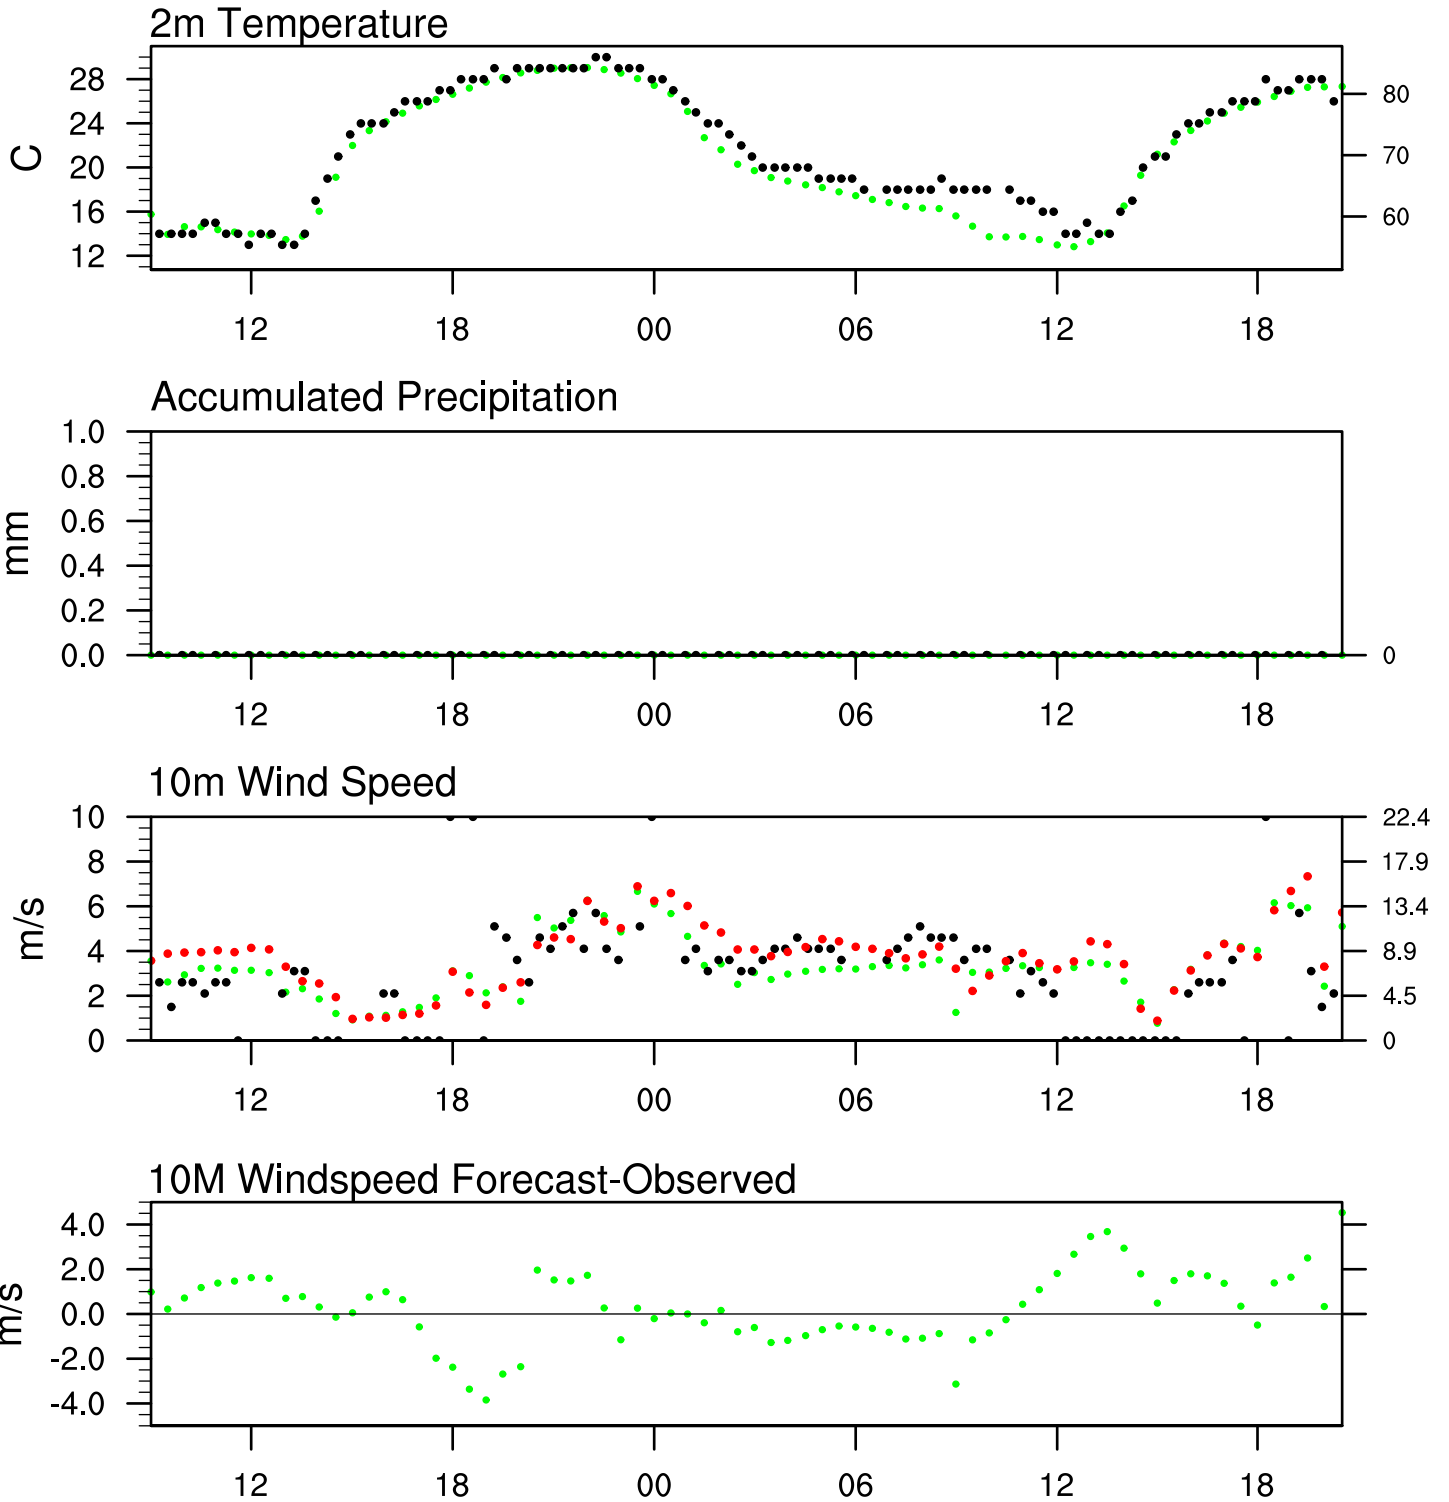 2m Temperature
28
24
20
16
12
C
80
70
60
12 18 00 06 12 18
Accumulated Precipitation
1.0
0.8
0.6
0.4
0.2
0.0
mm
0
12 18 00 06 12 18
10m Wind Speed
10
8
6
4
2
0
m/s
22.4
17.9
13.4
8.9
4.5
0
12 18 00 06 12 18
10M Windspeed Forecast-Observed
4.0
2.0
0.0
-2.0
-4.0
m/s
12 18 00 06 12 18